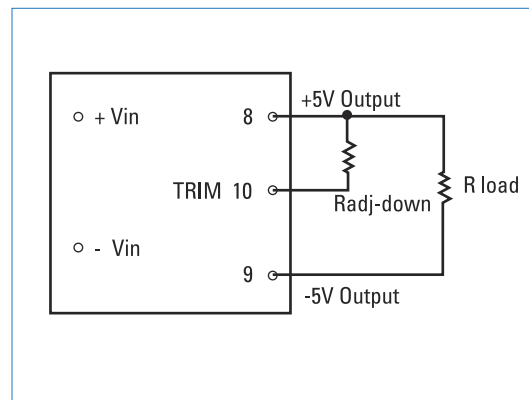 +5V Output
+ Vin
8
TRIM 10
Radj-down
R load
- Vin
9
-5V Output